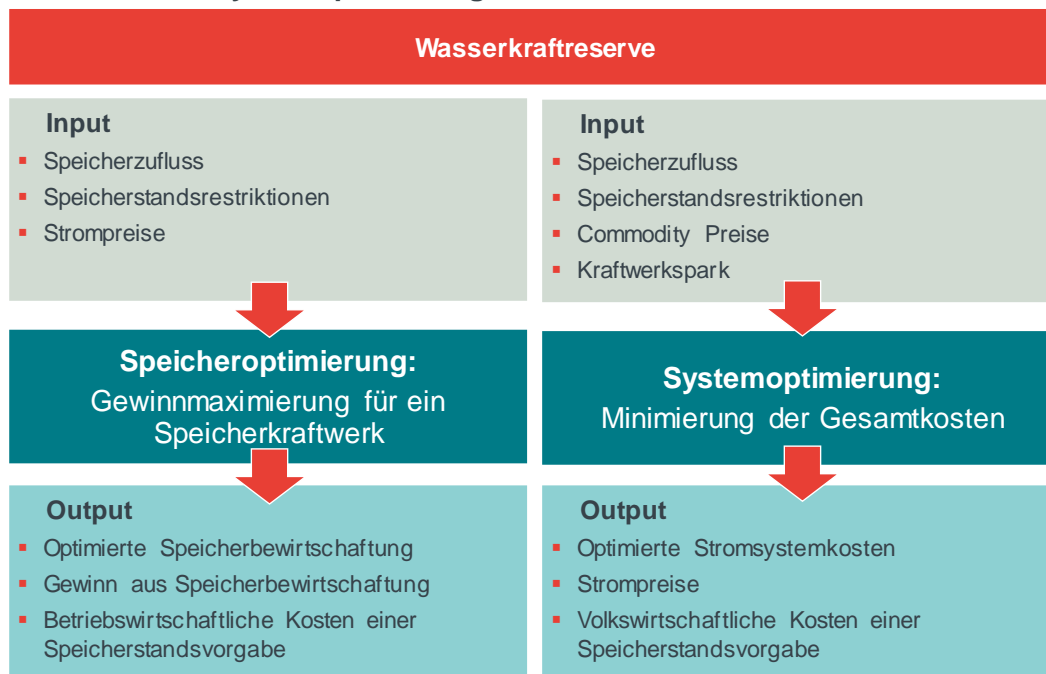 Wasserkraftreserve
Input
▪ Speicherzufluss
▪ Speicherstandsrestriktionen
▪ Strompreise
Speicheroptimierung:
Gewinnmaximierung für ein
Speicherkraftwerk
Output
▪ Optimierte Speicherbewirtschaftung
▪ Gewinn aus Speicherbewirtschaftung
▪ Betriebswirtschaftliche Kosten einer
Speicherstandsvorgabe
Input
▪ Speicherzufluss
▪ Speicherstandsrestriktionen
▪ Commodity Preise
▪ Kraftwerkspark
Systemoptimierung:
Minimierung der Gesamtkosten
Output
▪ Optimierte Stromsystemkosten
▪ Strompreise
▪ Volkswirtschaftliche Kosten einer
Speicherstandsvorgabe